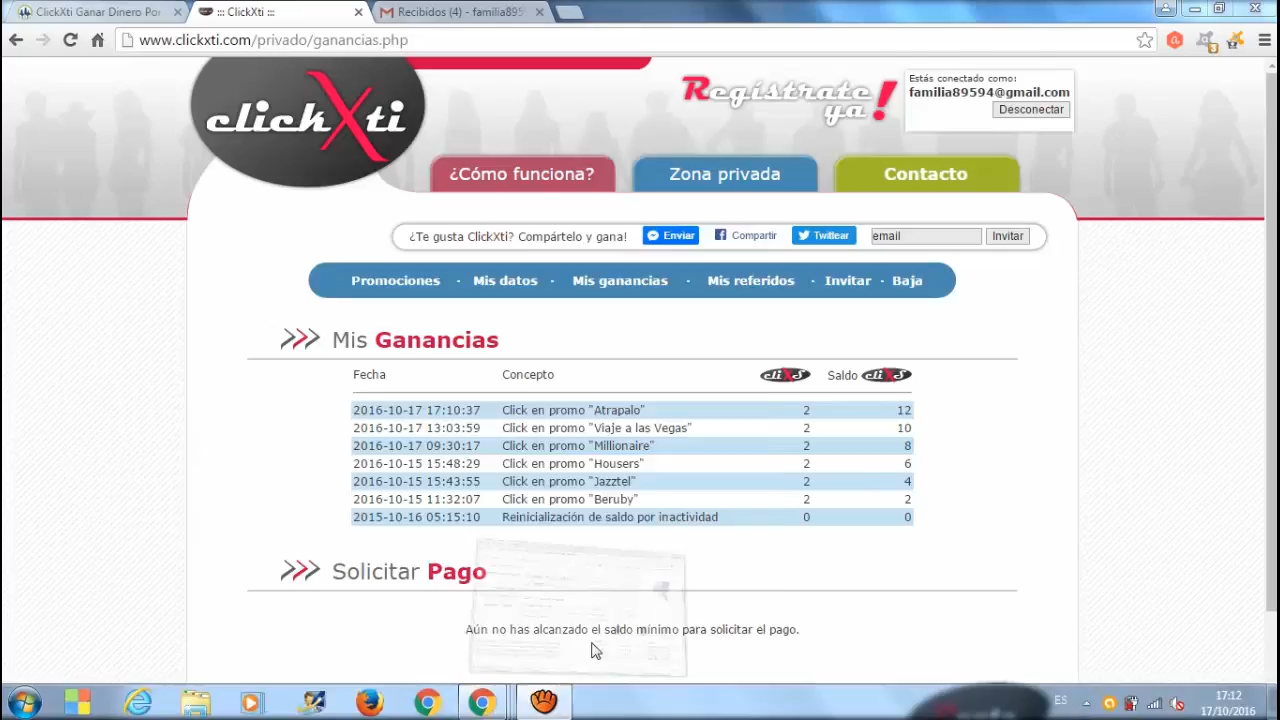 ClickXti Ganar Dinero Po
::: ClickXti :::
Recibidos (4) - familia895
www.clickxti.com/privado/ganancias.php
clickXti
Regístrate
ya!
Estás conectado como:
familia89594@gmail.com
Desconectar
¿Cómo funciona?
Zona privada
Contacto
¿Te gusta ClickXti? Compártelo y gana!
Enviar
Compartir
Twittear
email
Invitar
Promociones · Mis datos · Mis ganancias · Mis referidos · Invitar · Baja
Mis Ganancias
Fecha Concepto cliXS Saldo cliXS
2016-10-17 17:10:37 Click en promo "Atrapalo" 2 12
2016-10-17 13:03:59 Click en promo "Viaje a las Vegas" 2 10
2016-10-17 09:30:17 Click en promo "Millionaire" 2 8
2016-10-15 15:48:29 Click en promo "Housers" 2 6
2016-10-15 15:43:55 Click en promo "Jazztel" 2 4
2016-10-15 11:32:07 Click en promo "Beruby" 2 2
2015-10-16 05:15:10 Reinicialización de saldo por inactividad 0 0
Solicitar Pago
Aún no has alcanzado el saldo mínimo para solicitar el pago.
ES
17:12
17/10/2016